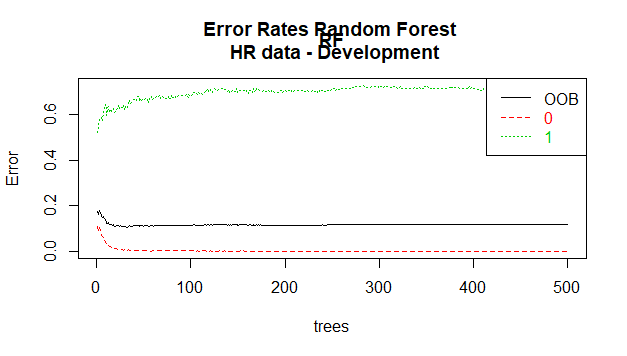 Error Rates Random Forest
RF
HR data - Development
Error
0.0
0.2
0.4
0.6
OOB
0
1
0
100
200
300
400
500
trees